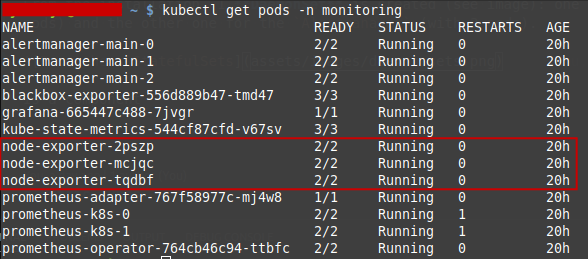 ~ $ kubectl get pods -n monitoring
NAME READY STATUS RESTARTS AGE
alertmanager-main-0 2/2 Running 0 20h
alertmanager-main-1 2/2 Running 0 20h
alertmanager-main-2 2/2 Running 0 20h
blackbox-exporter-556d889b47-tmd47 3/3 Running 0 20h
grafana-665447c488-7jvgr 1/1 Running 0 20h
kube-state-metrics-544cf87cfd-v67sv 3/3 Running 0 20h
node-exporter-2pszp 2/2 Running 0 20h
node-exporter-mcjqc 2/2 Running 0 20h
node-exporter-tqdbf 2/2 Running 0 20h
prometheus-adapter-767f58977c-mj4w8 1/1 Running 0 20h
prometheus-k8s-0 2/2 Running 1 20h
prometheus-k8s-1 2/2 Running 1 20h
prometheus-operator-764cb46c94-ttbfc 2/2 Running 0 20h